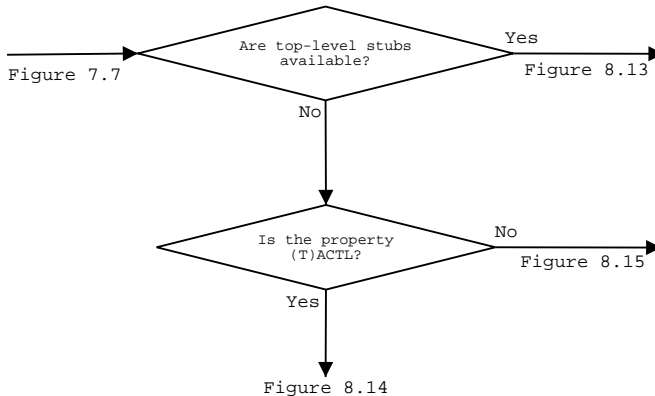 Are top-level stubs
available?
Yes
Figure 7.7
Figure 8.13
No
Is the property
(T)ACTL?
No
Figure 8.15
Yes
Figure 8.14